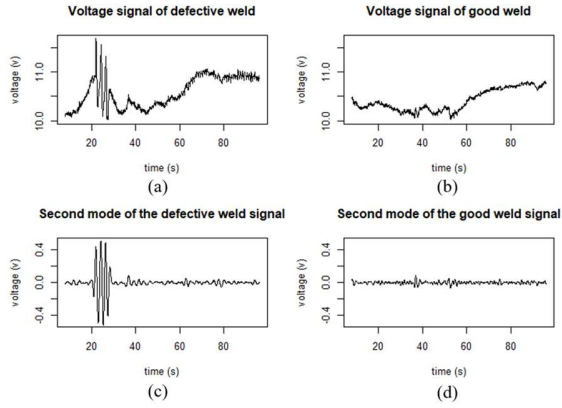 Voltage signal of defective weld
voltage (v)
11.0
10.0
20 40 60 80
time (s)
(a)
Voltage signal of good weld
voltage (v)
11.0
10.0
20 40 60 80
time (s)
(b)
Second mode of the defective weld signal
voltage (v)
0.4
0.0
-0.4
20 40 60 80
time (s)
(c)
Second mode of the good weld signal
voltage (v)
0.4
0.0
-0.4
20 40 60 80
time (s)
(d)